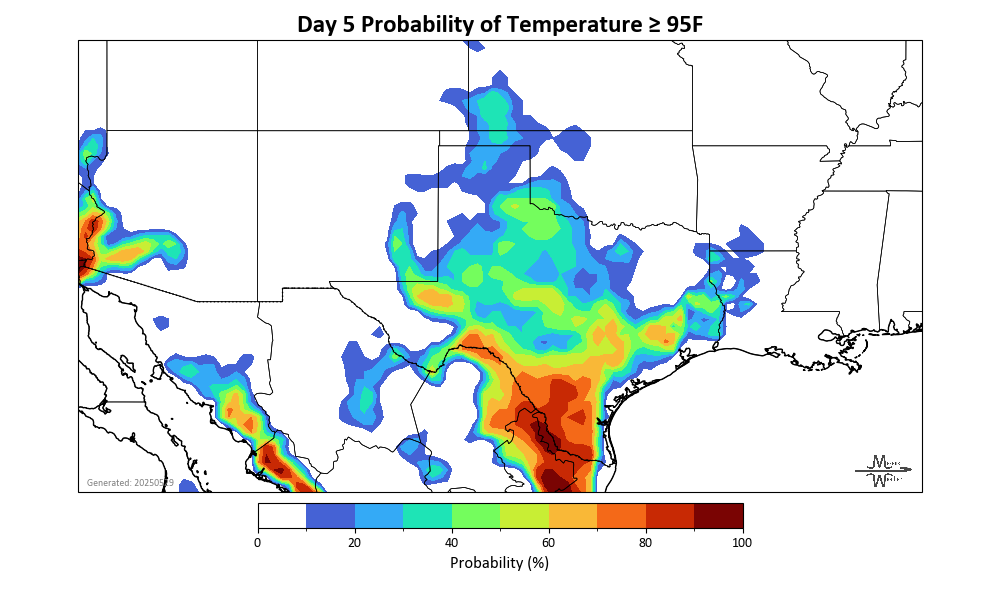 Day 5 Probability of Temperature ≥ 95F
Generated: 20250529
0 20 40 60 80 100
Probability (%)